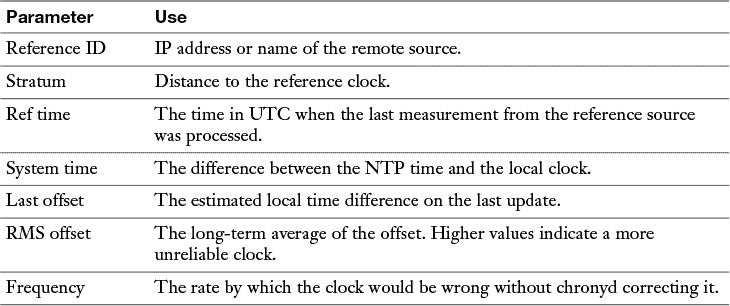 Parameter Use
Reference ID IP address or name of the remote source.
Stratum Distance to the reference clock.
Ref time The time in UTC when the last measurement from the reference source
was processed.
System time The difference between the NTP time and the local clock.
Last offset The estimated local time difference on the last update.
RMS offset The long-term average of the offset. Higher values indicate a more
unreliable clock.
Frequency The rate by which the clock would be wrong without chronyd correcting it.